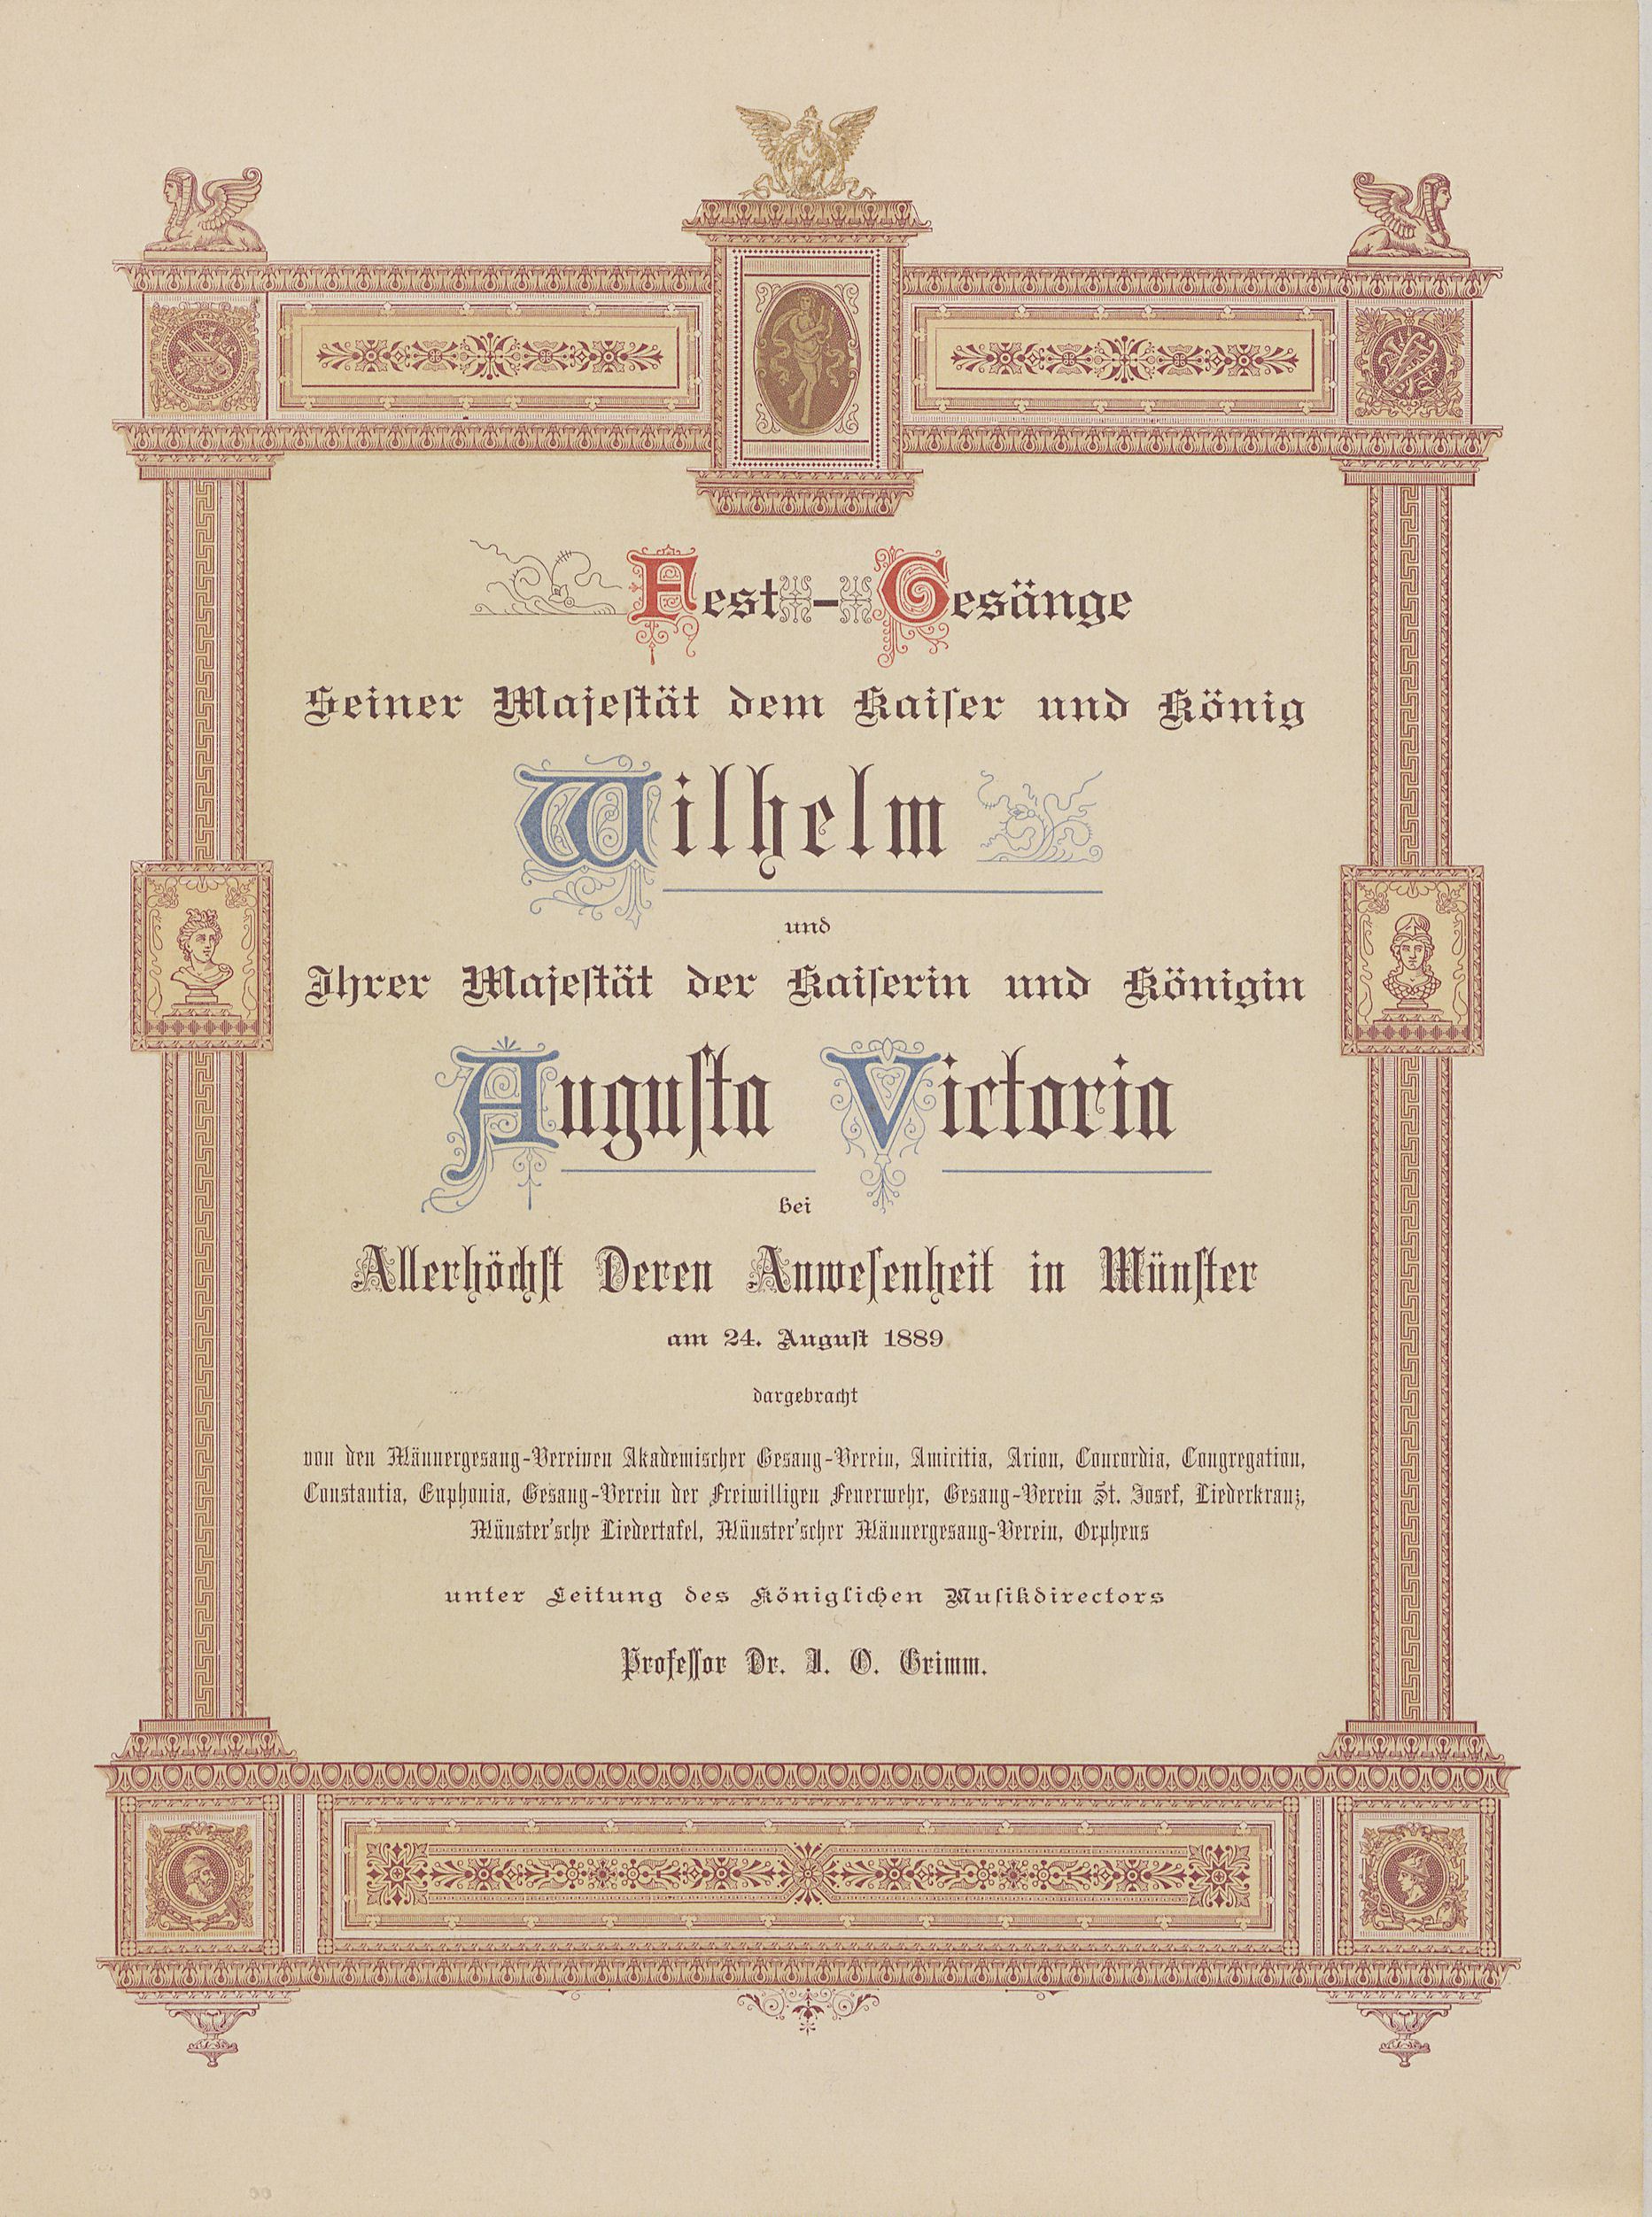 Fest-Gesänge
Seiner Majeſtät dem Kaiſer und König
Wilhelm
und
Ihrer Majeſtät der Kaiſerin und Königin
Auguſta Victoria
bei
Allerhöchſt Deren Anweſenheit in Münſter
am 24. Auguſt 1889
dargebracht
von den Männergesang-Vereinen Akademischer Gesang-Verein, Amicitia, Arion, Concordia, Congregation,
Constantia, Euphonia, Gesang-Verein der Freiwilligen Feuerwehr, Gesang-Verein St. Josef, Liederkranz,
Münster'sche Liedertafel, Münster'scher Männergesang-Verein, Orpheus
unter Leitung des Königlichen Muſikdirectors
Profeſſor Dr. J. O. Grimm.